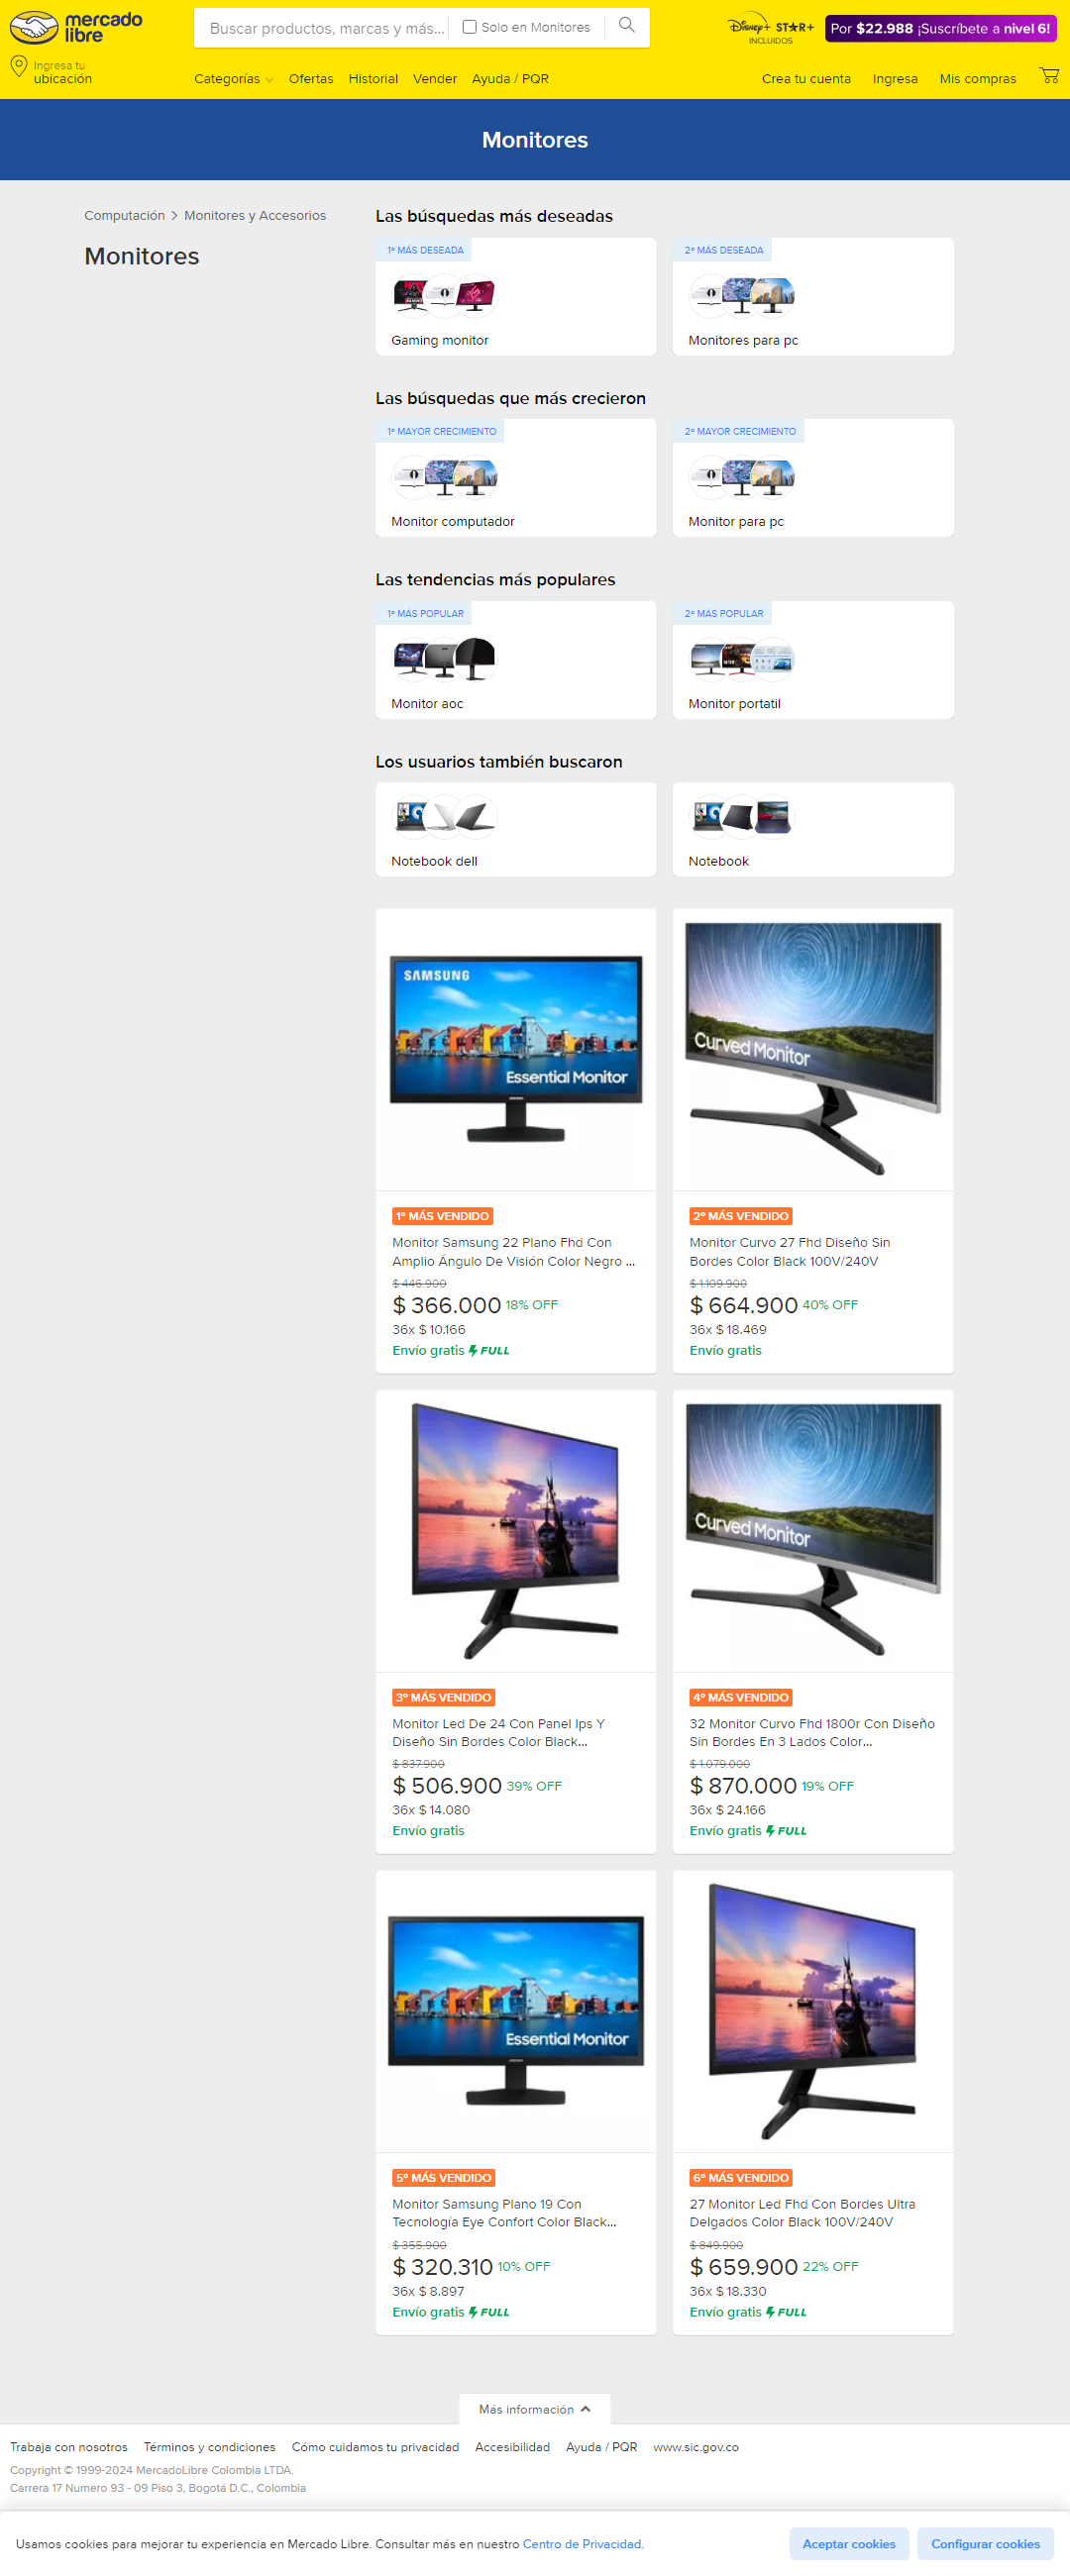 mercado
libre
Buscar productos, marcas y más...
Solo en Monitores
Disney+ STAR+
INCLUIDOS
Por $22.988 ¡Suscríbete a nivel 6!
Ingresa tu
ubicación
Categorías Ofertas Historial Vender Ayuda / PQR
Crea tu cuenta Ingresa Mis compras
Monitores
Computación > Monitores y Accesorios
Monitores
Las búsquedas más deseadas
1º MÁS DESEADA
Gaming monitor
2º MÁS DESEADA
Monitores para pc
Las búsquedas que más crecieron
1º MAYOR CRECIMIENTO
Monitor computador
2º MAYOR CRECIMIENTO
Monitor para pc
Las tendencias más populares
1º MÁS POPULAR
Monitor aoc
2º MÁS POPULAR
Monitor portatil
Los usuarios también buscaron
Notebook dell
Notebook
SAMSUNG
Essential Monitor
1º MÁS VENDIDO
Monitor Samsung 22 Plano Fhd Con
Amplio Ángulo De Visión Color Negro ...
$ 446.900
$ 366.000 18% OFF
36x $ 10.166
Envío gratis FULL
Curved Monitor
2º MÁS VENDIDO
Monitor Curvo 27 Fhd Diseño Sin
Bordes Color Black 100V/240V
$ 1.109.900
$ 664.900 40% OFF
36x $ 18.469
Envío gratis
3º MÁS VENDIDO
Monitor Led De 24 Con Panel Ips Y
Diseño Sin Bordes Color Black...
$ 837.900
$ 506.900 39% OFF
36x $ 14.080
Envío gratis
Curved Monitor
4º MÁS VENDIDO
32 Monitor Curvo Fhd 1800r Con Diseño
Sin Bordes En 3 Lados Color...
$ 1.079.000
$ 870.000 19% OFF
36x $ 24.166
Envío gratis FULL
Essential Monitor
5º MÁS VENDIDO
Monitor Samsung Plano 19 Con
Tecnología Eye Confort Color Black...
$ 355.900
$ 320.310 10% OFF
36x $ 8.897
Envío gratis FULL
6º MÁS VENDIDO
27 Monitor Led Fhd Con Bordes Ultra
Delgados Color Black 100V/240V
$ 849.900
$ 659.900 22% OFF
36x $ 18.330
Envío gratis FULL
Más información
Trabaja con nosotros Términos y condiciones Cómo cuidamos tu privacidad Accesibilidad Ayuda / PQR www.sic.gov.co
Copyright © 1999-2024 MercadoLibre Colombia LTDA.
Carrera 17 Numero 93 - 09 Piso 3, Bogotá D.C., Colombia
Usamos cookies para mejorar tu experiencia en Mercado Libre. Consultar más en nuestro Centro de Privacidad.
Aceptar cookies
Configurar cookies